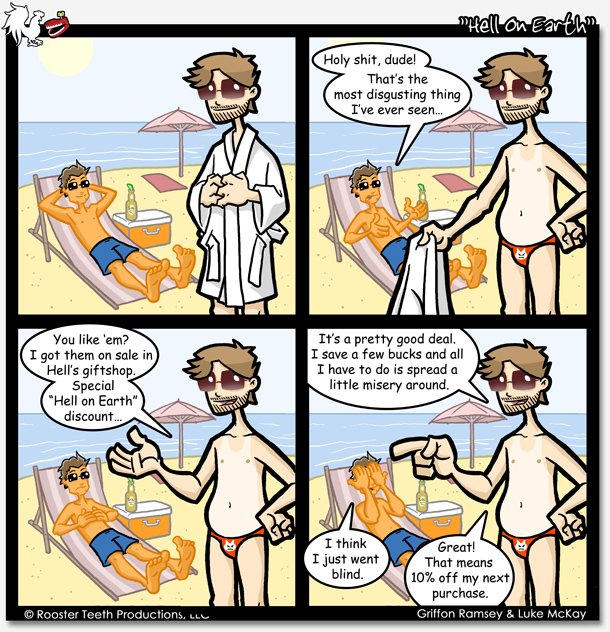 "Hell On Earth"
Holy shit, dude!
That's the
most disgusting thing
I've ever seen...
You like 'em?
I got them on sale in
Hell's giftshop.
Special
"Hell on Earth"
discount...
It's a pretty good deal.
I save a few bucks and all
I have to do is spread a
little misery around.
I think
I just went
blind.
Great!
That means
10% off my next
purchase.
© Rooster Teeth Productions, LLC
Griffon Ramsey & Luke McKay